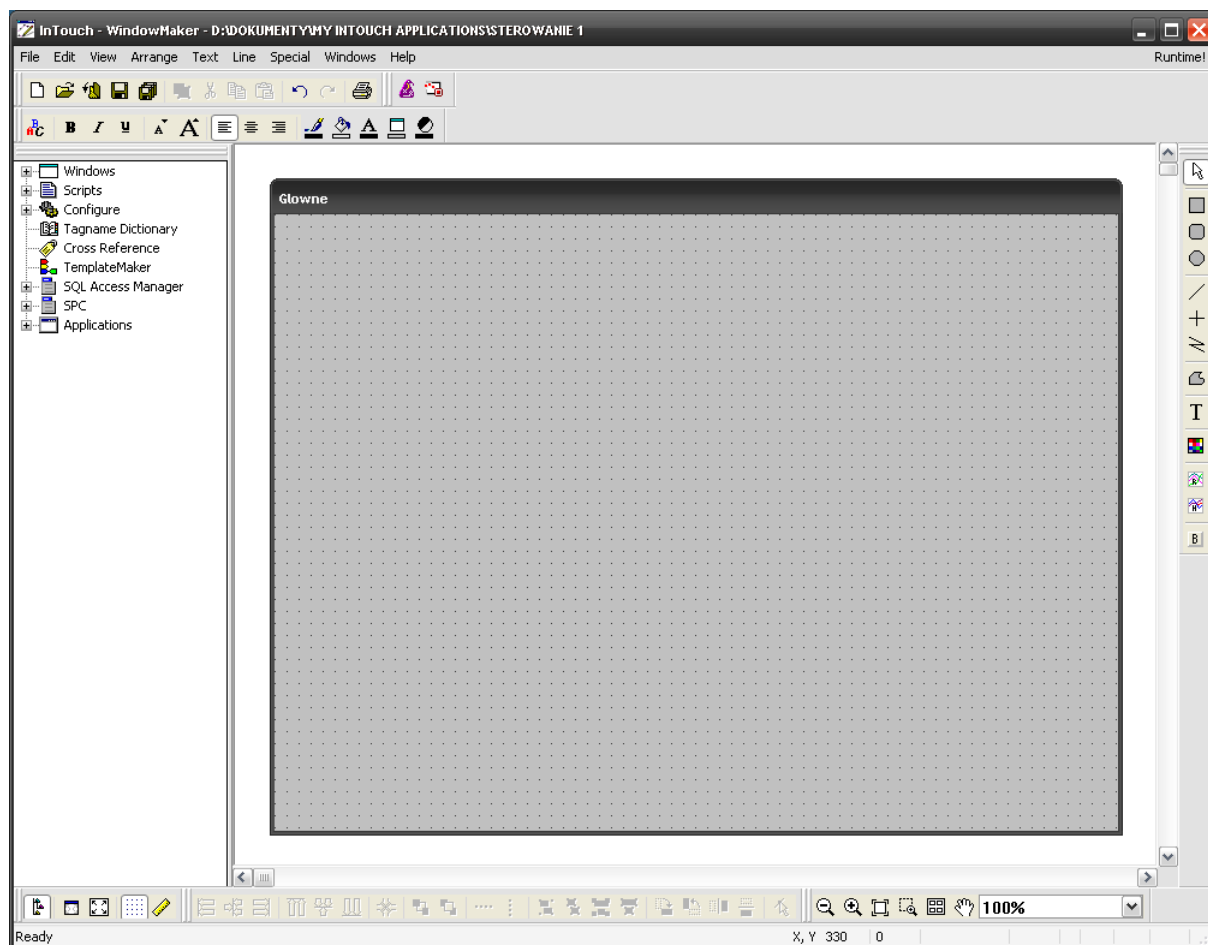 InTouch - WindowMaker - D:\DOKUMENTY\MY INTOUCH APPLICATIONS\STEROWANIE 1
File Edit View Arrange Text Line Special Windows Help Runtime!
ABC B I U A A A
Windows
Scripts
Configure
Tagname Dictionary
Cross Reference
TemplateMaker
SQL Access Manager
SPC
Applications
Glowne
T
B
100%
Ready X, Y 330 0